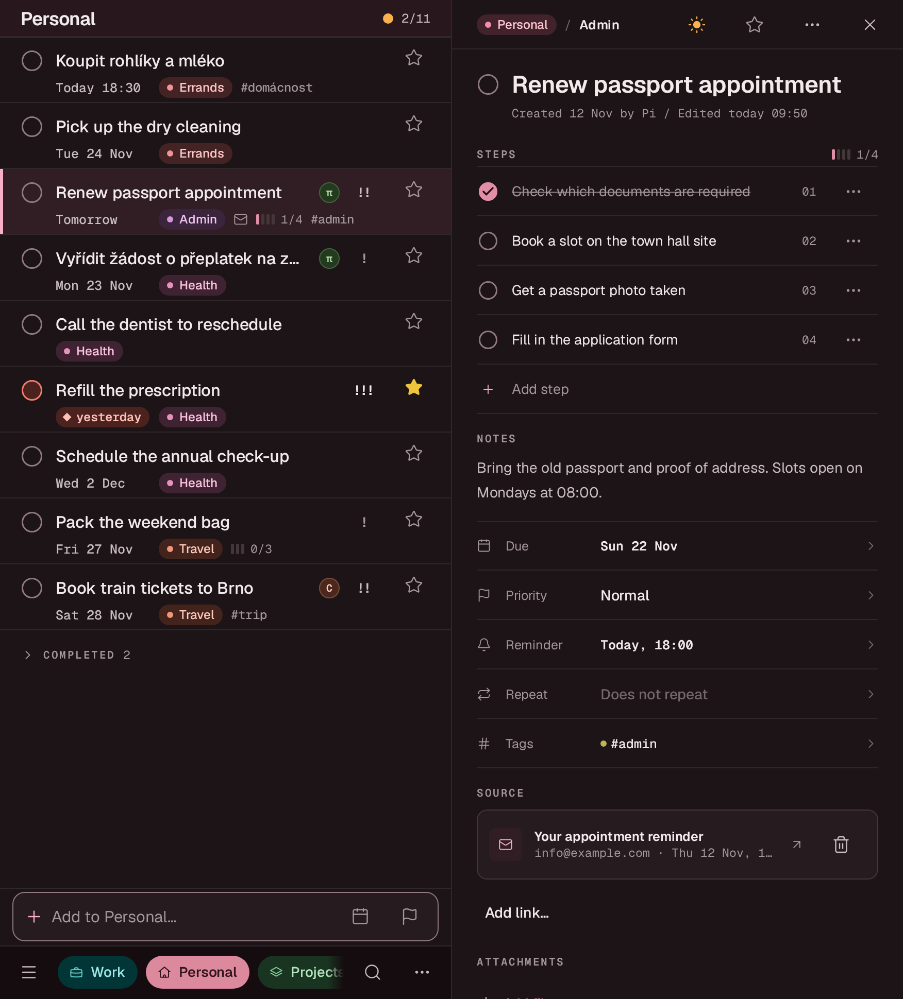 Personal
2/11
Koupit rohlíky a mléko
Today 18:30 Errands #domácnost
Pick up the dry cleaning
Tue 24 Nov Errands
Renew passport appointment π !!
Tomorrow Admin 1/4 #admin
Vyřídit žádost o přeplatek na z… π !
Mon 23 Nov Health
Call the dentist to reschedule
Health
Refill the prescription !!!
yesterday Health
Schedule the annual check-up
Wed 2 Dec Health
Pack the weekend bag !
Fri 27 Nov Travel 0/3
Book train tickets to Brno C !!
Sat 28 Nov Travel #trip
COMPLETED 2
Add to Personal…
Work Personal Projects
Personal / Admin
Renew passport appointment
Created 12 Nov by Pi / Edited today 09:50
STEPS 1/4
Check which documents are required 01
Book a slot on the town hall site 02
Get a passport photo taken 03
Fill in the application form 04
Add step
NOTES
Bring the old passport and proof of address. Slots open on
Mondays at 08:00.
Due Sun 22 Nov
Priority Normal
Reminder Today, 18:00
Repeat Does not repeat
Tags #admin
SOURCE
Your appointment reminder
info@example.com · Thu 12 Nov, 1…
Add link…
ATTACHMENTS